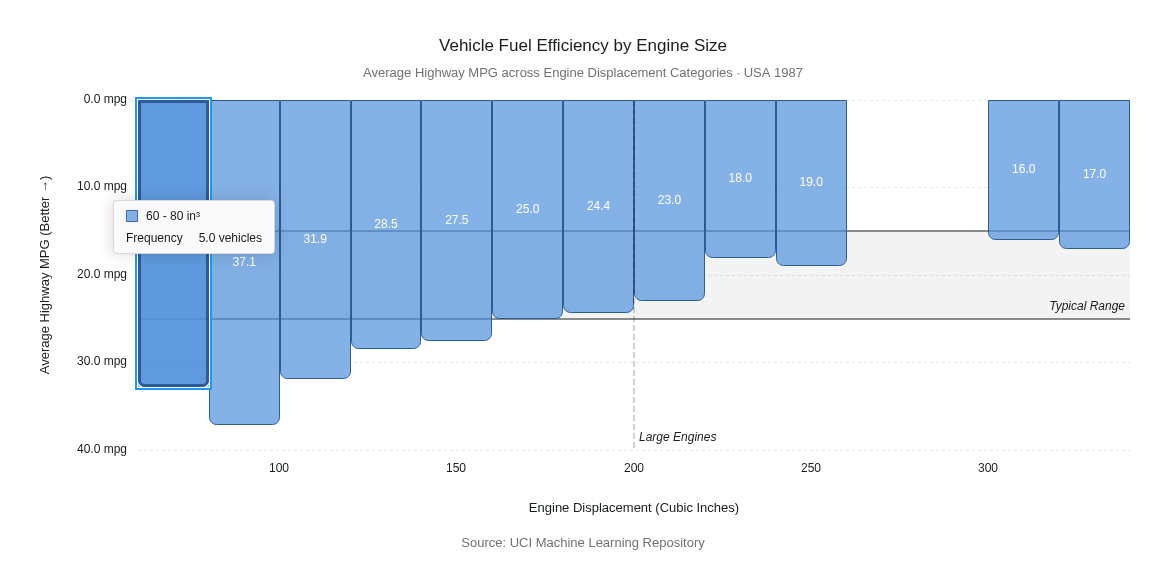 Vehicle Fuel Efficiency by Engine Size
Average Highway MPG across Engine Displacement Categories · USA 1987
Average Highway MPG (Better →)
0.0 mpg
10.0 mpg
20.0 mpg
30.0 mpg
40.0 mpg
60 - 80 in³
Frequency 5.0 vehicles
37.1
31.9
28.5
27.5
25.0
24.4
23.0
18.0
19.0
16.0
17.0
Typical Range
Large Engines
100
150
200
250
300
Engine Displacement (Cubic Inches)
Source: UCI Machine Learning Repository